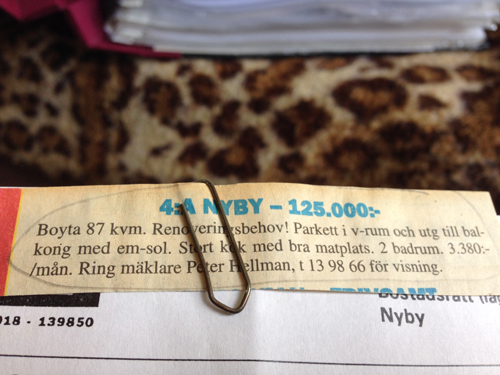 4:A NYBY – 125.000:-
Boyta 87 kvm. Renoveringsbehov! Parkett i v-rum och utg till bal-
kong med em-sol. Stort kök med bra matplats. 2 badrum. 3.380:-
/mån. Ring mäklare Peter Hellman, t 13 98 66 för visning.
Bostadsrätt
018 - 139850
Nyby